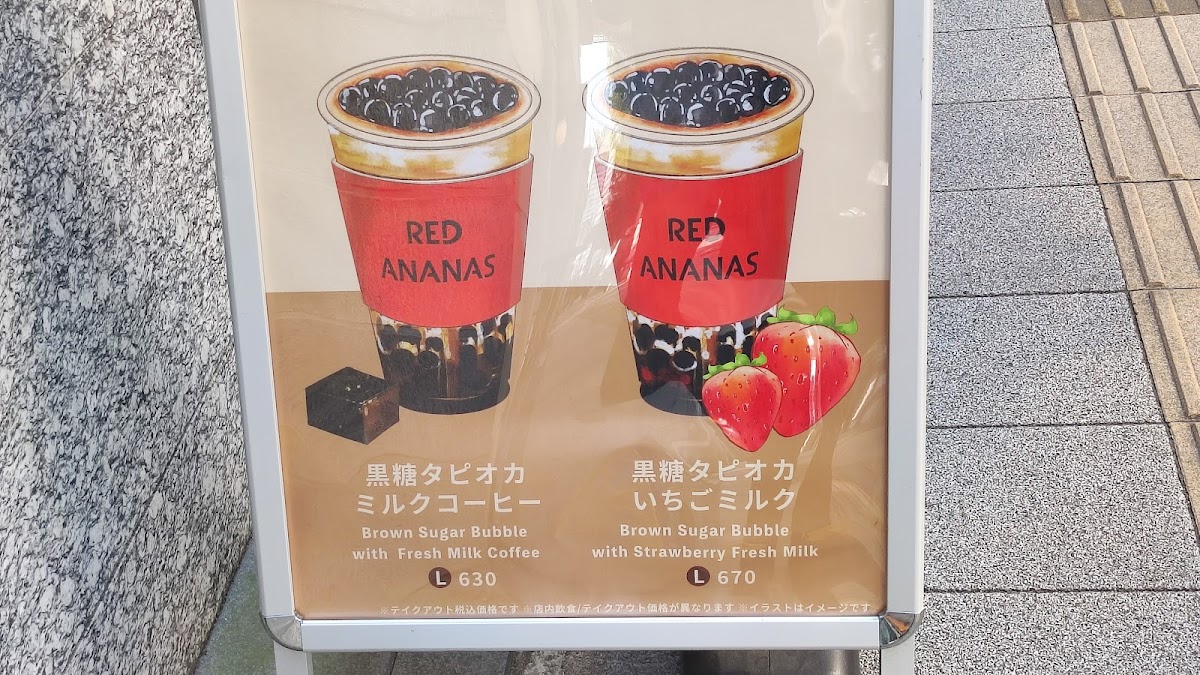 RED
ANANAS
RED
ANANAS
黒糖タピオカ
ミルクコーヒー
Brown Sugar Bubble
with Fresh Milk Coffee
L 630
黒糖タピオカ
いちごミルク
Brown Sugar Bubble
with Strawberry Fresh Milk
L 670
※テイクアウト税込価格です ※店内飲食/テイクアウト価格が異なります ※イラストはイメージです